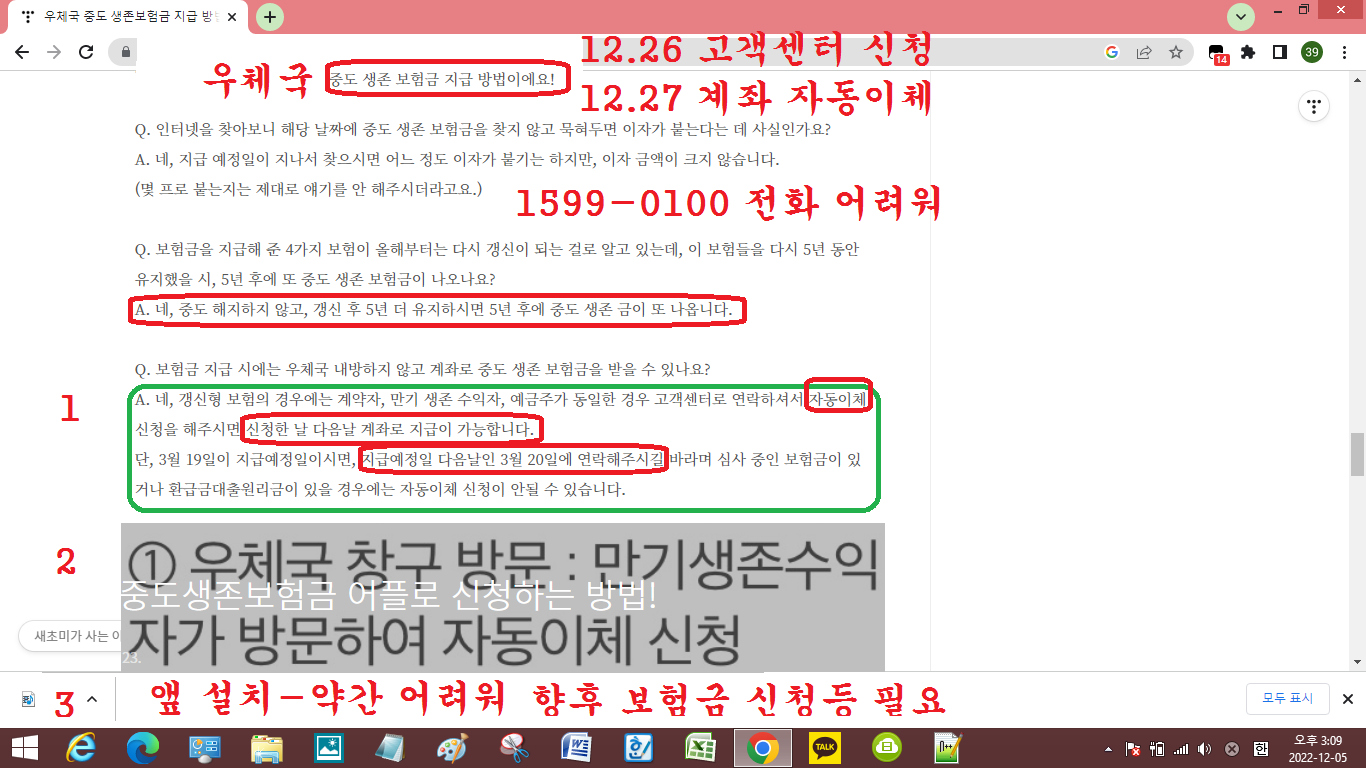 우체국 중도 생존보험금 지급 방법
39
14
12.26 고객센터 신청
우체국 중도 생존 보험금 지급 방법이에요!
12.27 계좌 자동이체
Q. 인터넷을 찾아보니 해당 날짜에 중도 생존 보험금을 찾지 않고 묵혀두면 이자가 붙는다는 데 사실인가요?
A. 네, 지급 예정일이 지나서 찾으시면 어느 정도 이자가 붙기는 하지만, 이자 금액이 크지 않습니다.
(몇 프로 붙는지는 제대로 얘기를 안 해주시더라고요.)
1599-0100 전화 어려워
Q. 보험금을 지급해 준 4가지 보험이 올해부터는 다시 갱신이 되는 걸로 알고 있는데, 이 보험들을 다시 5년 동안
유지했을 시, 5년 후에 또 중도 생존 보험금이 나오나요?
A. 네, 중도 해지하지 않고, 갱신 후 5년 더 유지하시면 5년 후에 중도 생존 금이 또 나옵니다.
Q. 보험금 지급 시에는 우체국 내방하지 않고 계좌로 중도 생존 보험금을 받을 수 있나요?
1
A. 네, 갱신형 보험의 경우에는 계약자, 만기 생존 수익자, 예금주가 동일한 경우 고객센터로 연락하셔서 자동이체
신청을 해주시면 신청한 날 다음날 계좌로 지급이 가능합니다.
단, 3월 19일이 지급예정일이시면, 지급예정일 다음날인 3월 20일에 연락해주시길 바라며 심사 중인 보험금이 있
거나 환급금대출원리금이 있을 경우에는 자동이체 신청이 안될 수 있습니다.
2
① 우체국 창구 방문 : 만기생존수익
중도생존보험금 어플로 신청하는 방법!
자가 방문하여 자동이체 신청
새초미가 사는 이
23.
3
앺 설치-약간 어려워 향후 보험금 신청등 필요
모두 표시
TALK
한
오후 3:09
2022-12-05